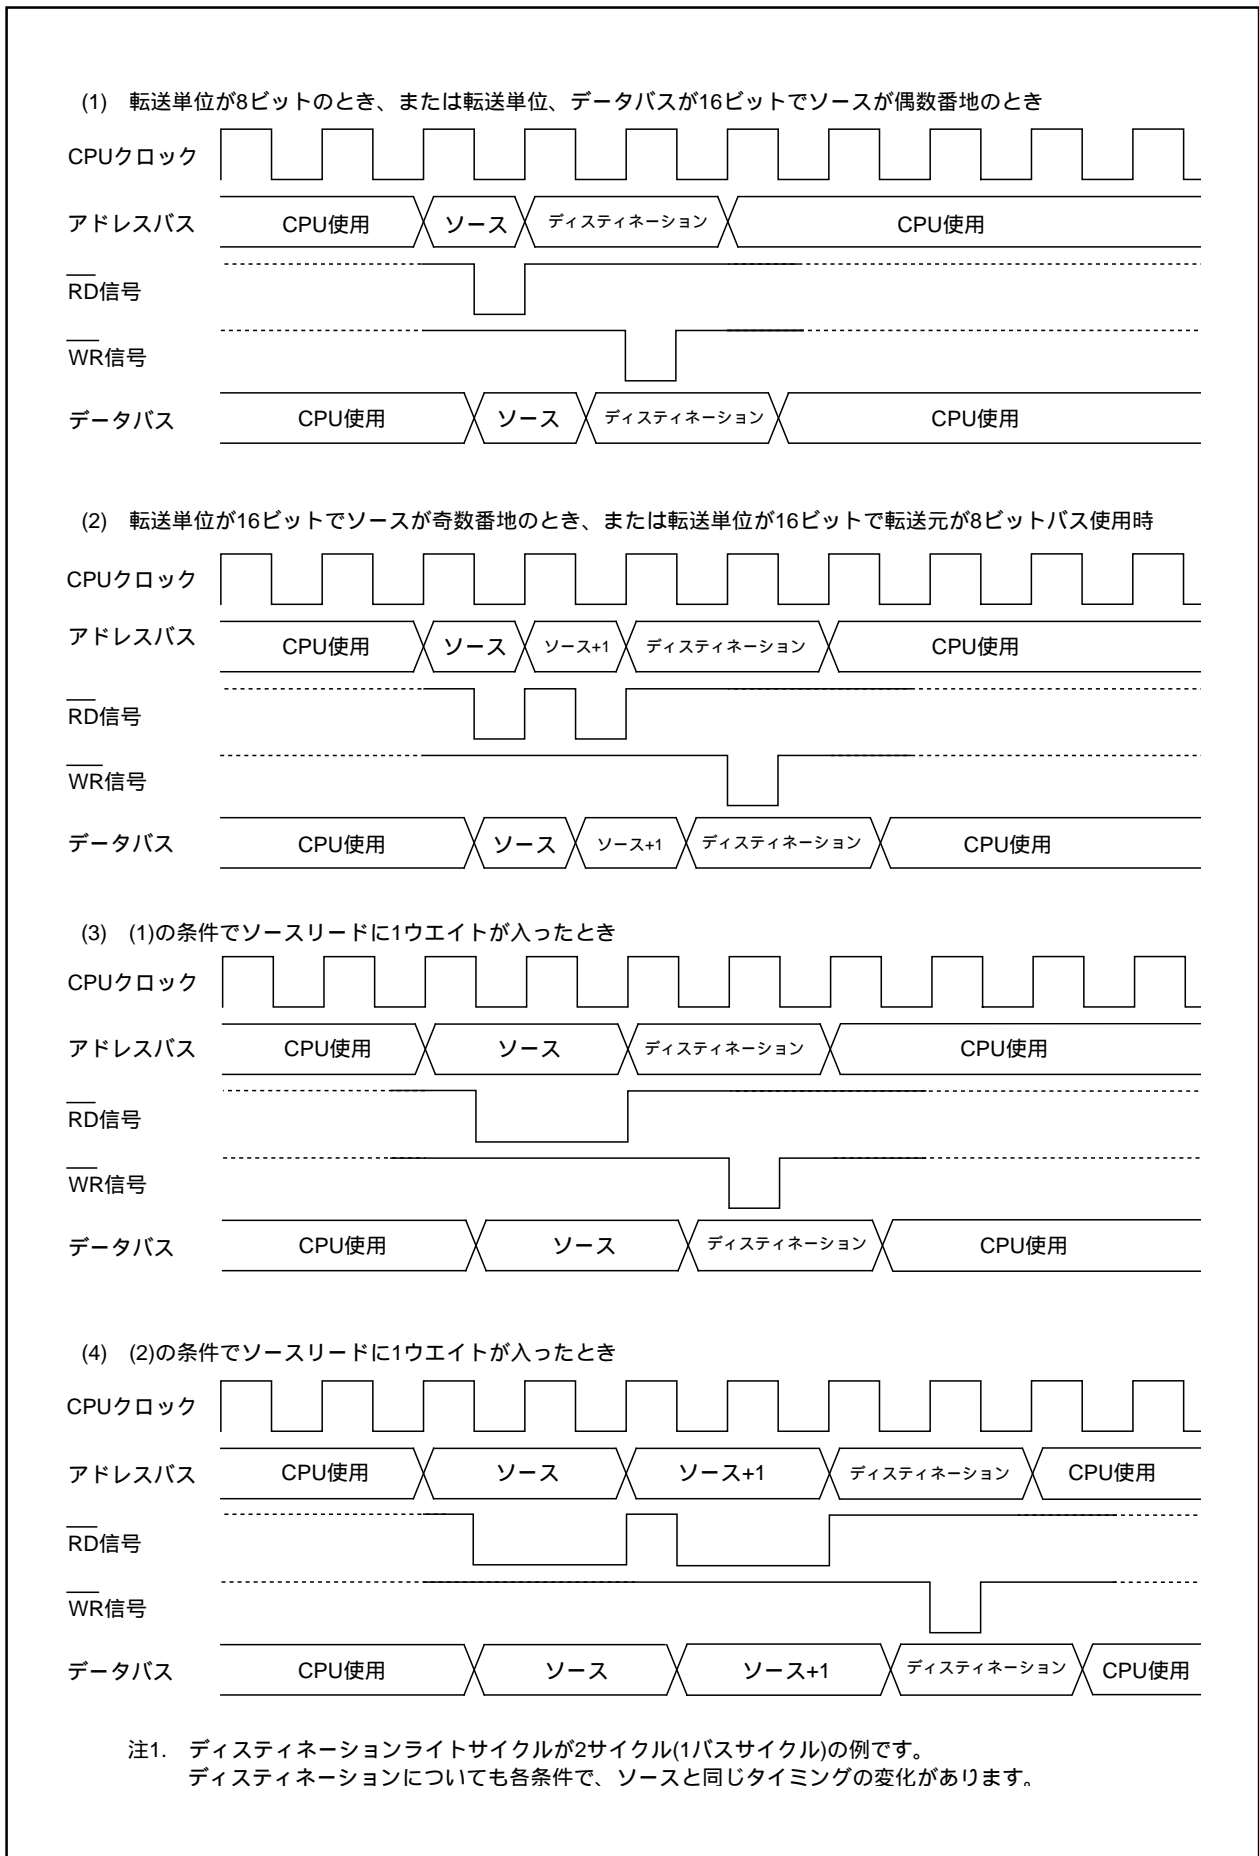 (1) 転送単位が8ビットのとき、または転送単位、データバスが16ビットでソースが偶数番地のとき
CPUクロック
アドレスバス CPU使用 ソース ディスティネーション CPU使用
RD信号
WR信号
データバス CPU使用 ソース ディスティネーション CPU使用
(2) 転送単位が16ビットでソースが奇数番地のとき、または転送単位が16ビットで転送元が8ビットバス使用時
CPUクロック
アドレスバス CPU使用 ソース ソース+1 ディスティネーション CPU使用
RD信号
WR信号
データバス CPU使用 ソース ソース+1 ディスティネーション CPU使用
(3) (1)の条件でソースリードに1ウエイトが入ったとき
CPUクロック
アドレスバス CPU使用 ソース ディスティネーション CPU使用
RD信号
WR信号
データバス CPU使用 ソース ディスティネーション CPU使用
(4) (2)の条件でソースリードに1ウエイトが入ったとき
CPUクロック
アドレスバス CPU使用 ソース ソース+1 ディスティネーション CPU使用
RD信号
WR信号
データバス CPU使用 ソース ソース+1 ディスティネーション CPU使用
注1. ディスティネーションライトサイクルが2サイクル(1バスサイクル)の例です。
ディスティネーションについても各条件で、ソースと同じタイミングの変化があります。